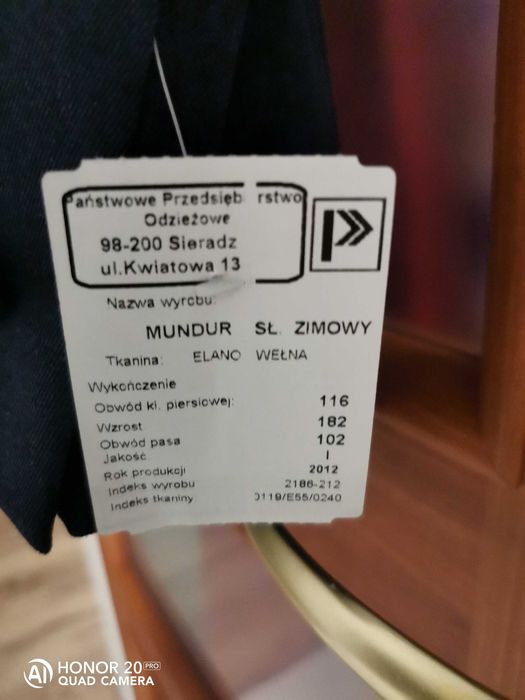 Państwowe Przedsięb rstwo
Odzieżowe
98-200 Sieradz
ul.Kwiatowa 13
Nazwa wyrobu:
MUNDUR SŁ. ZIMOWY
Tkanina: ELANO WEŁNA
Wykończenie
Obwód kl. piersiowej: 116
Wzrost 182
Obwód pasa 102
Jakość I
Rok produkcji 2012
Indeks wyrobu 2186-212
Indeks tkaniny 0119/E55/0240
HONOR 20 PRO
AI QUAD CAMERA